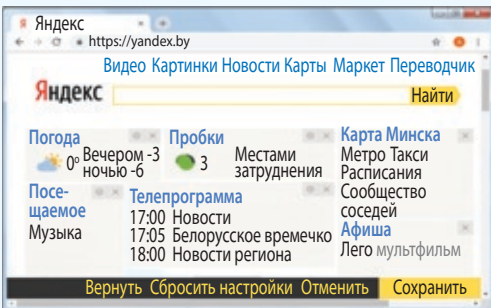 Яндекс
https://yandex.by
Видео Картинки Новости Карты Маркет Переводчик
Яндекс
Найти
Погода
0° Вечером -3
ночью -6
Пробки
3 Местами
затруднения
Карта Минска
Метро Такси
Расписания
Сообщество
соседей
Посе-
щаемое
Музыка
Телепрограмма
17:00 Новости
17:05 Белорусское времечко
18:00 Новости региона
Афиша
Лего мультфильм
Вернуть Сбросить настройки Отменить Сохранить